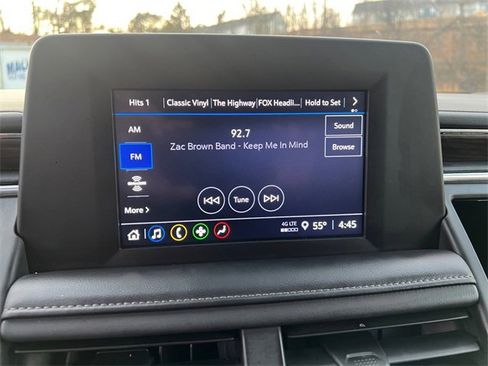 Hits 1 Classic Vinyl The Highway FOX Headli... Hold to Set
AM
92.7
Sound
FM
Zac Brown Band - Keep Me In Mind
Browse
Tune
More
4G LTE
55° 4:45